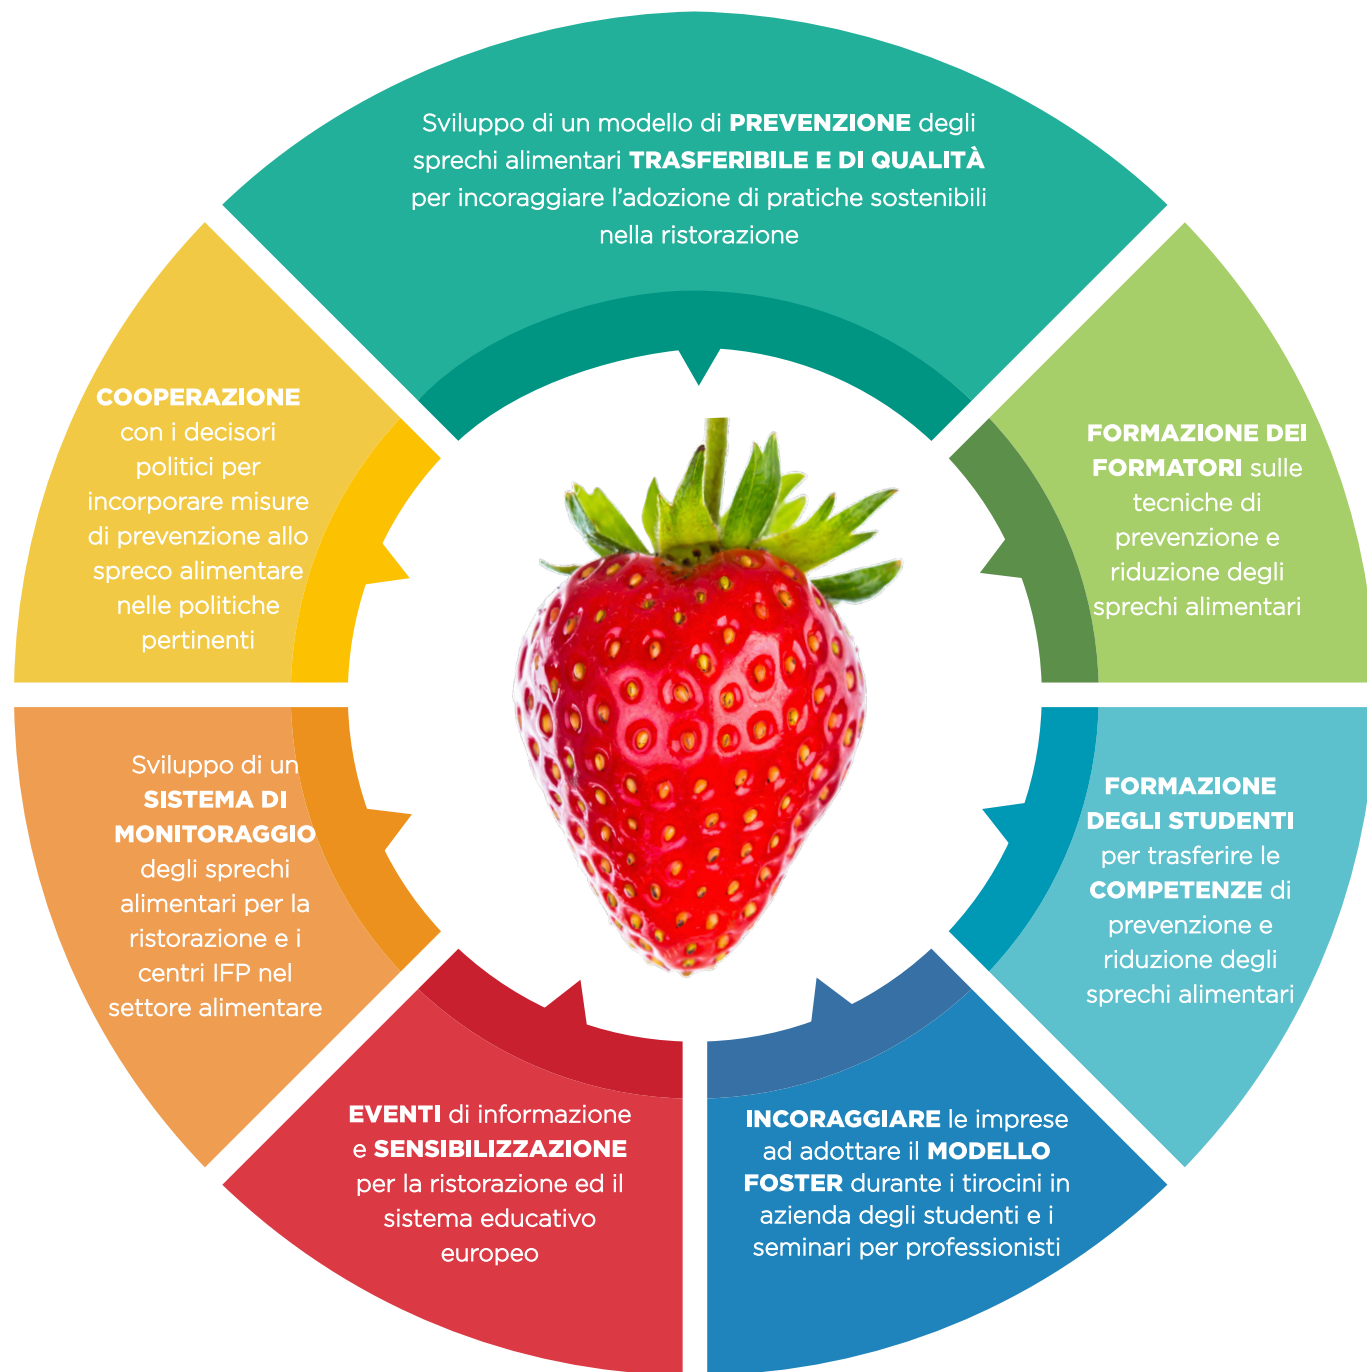 Sviluppo di un modello di PREVENZIONE degli
sprechi alimentari TRASFERIBILE E DI QUALITÀ
per incoraggiare l'adozione di pratiche sostenibili
nella ristorazione
FORMAZIONE DEI
FORMATORI sulle
tecniche di
prevenzione e
riduzione degli
sprechi alimentari
FORMAZIONE
DEGLI STUDENTI
per trasferire le
COMPETENZE di
prevenzione e
riduzione degli
sprechi alimentari
INCORAGGIARE le imprese
ad adottare il MODELLO
FOSTER durante i tirocini in
azienda degli studenti e i
seminari per professionisti
EVENTI di informazione
e SENSIBILIZZAZIONE
per la ristorazione ed il
sistema educativo
europeo
Sviluppo di un
SISTEMA DI
MONITORAGGIO
degli sprechi
alimentari per la
ristorazione e i
centri IFP nel
settore alimentare
COOPERAZIONE
con i decisori
politici per
incorporare misure
di prevenzione allo
spreco alimentare
nelle politiche
pertinenti